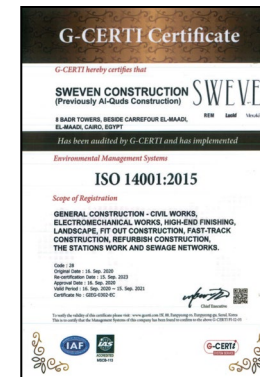 G-CERTI Certificate
G-CERTI hereby certifies that
SWEVEN CONSTRUCTION
(Previously Al-Quds Construction)
SWEVE
8 BADR TOWERS, BESIDE CARREFOUR EL-MAADI,
EL-MAADI, CAIRO, EGYPT
Has been audited by G-CERTI and has implemented
Environmental Management Systems
ISO 14001:2015
Scope of Registration
GENERAL CONSTRUCTION - CIVIL WORKS,
ELECTROMECHANICAL WORKS, HIGH-END FINISHING,
LANDSCAPE, FIT OUT CONSTRUCTION, FAST-TRACK
CONSTRUCTION, REFURBISH CONSTRUCTION,
THE STATIONS WORK AND SEWAGE NETWORKS.
Code : 28
Original Date : 16. Sep. 2020
Re-certification Date : 15. Sep. 2023
Approval Date : 16. Sep. 2020
Valid Period : 16. Sep. 2020 ~ 15. Sep. 2021
Certificate No : GIEG-0302-EC
Chief Executive
IAF
IAS
ACCREDITED
G-CERTI